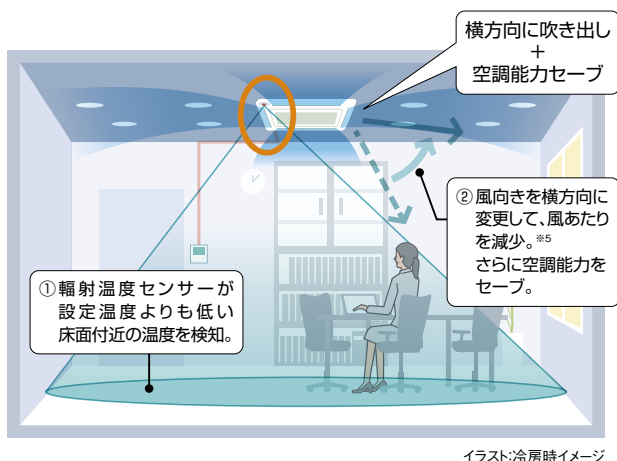 横方向に吹き出し
+
空調能力セーブ
②風向きを横方向に
変更して、風あたり
を減少。※5
さらに空調能力を
セーブ。
①輻射温度センサーが
設定温度よりも低い
床面付近の温度を検知。
イラスト:冷房時イメージ